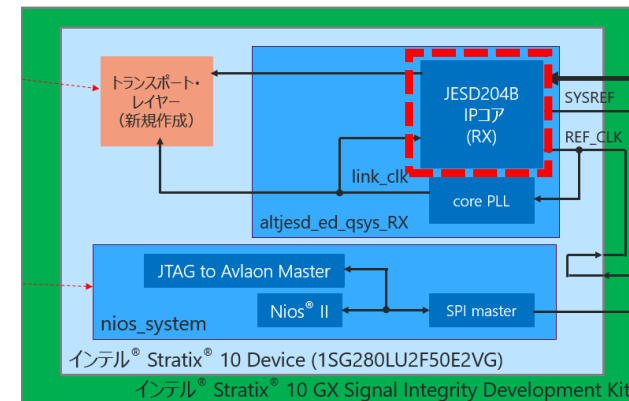 トランスポート・
レイヤー
（新規作成）
JESD204B
IPコア
(RX)
SYSREF
REF_CLK
link_clk
core PLL
altjesd_ed_qsys_RX
JTAG to Avlaon Master
Nios® II
SPI master
nios_system
インテル® Stratix® 10 Device (1SG280LU2F50E2VG)
インテル® Stratix® 10 GX Signal Integrity Development Kit